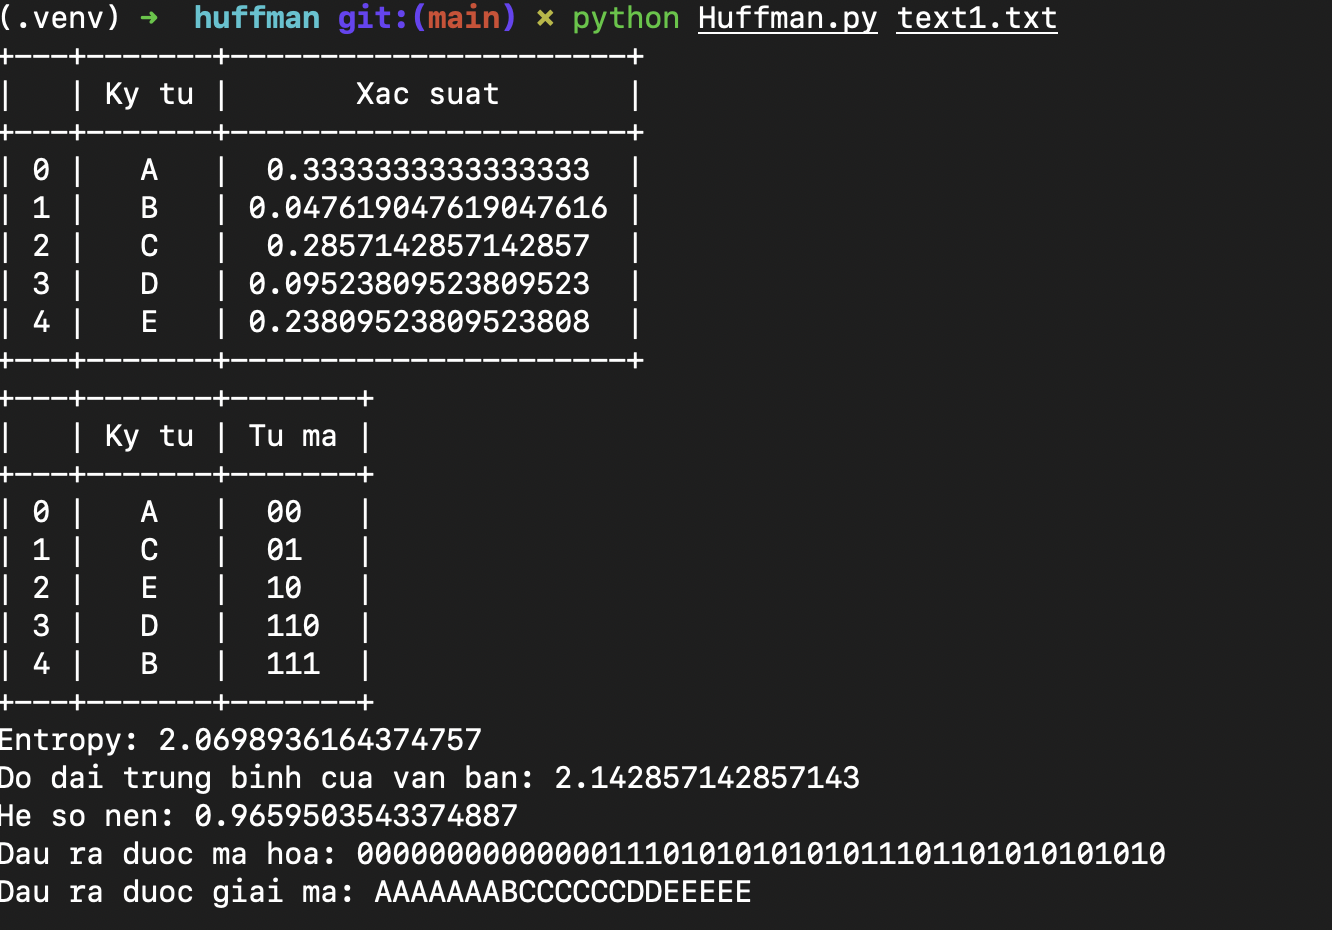 (.venv) ➜  huffman git:(main) ✗ python Huffman.py text1.txt
+---+-------+----------------------+
|   | Ky tu |       Xac suat       |
+---+-------+----------------------+
| 0 |   A   |  0.3333333333333333  |
| 1 |   B   | 0.047619047619047616 |
| 2 |   C   |  0.2857142857142857  |
| 3 |   D   | 0.09523809523809523  |
| 4 |   E   | 0.23809523809523808  |
+---+-------+----------------------+
+---+-------+-------+
|   | Ky tu | Tu ma |
+---+-------+-------+
| 0 |   A   |  00   |
| 1 |   C   |  01   |
| 2 |   E   |  10   |
| 3 |   D   |  110  |
| 4 |   B   |  111  |
+---+-------+-------+
Entropy: 2.0698936164374757
Do dai trung binh cua van ban: 2.142857142857143
He so nen: 0.9659503543374887
Dau ra duoc ma hoa: 000000000000001110101010101011101101010101010
Dau ra duoc giai ma: AAAAAAABCCCCCCDDEEEEE